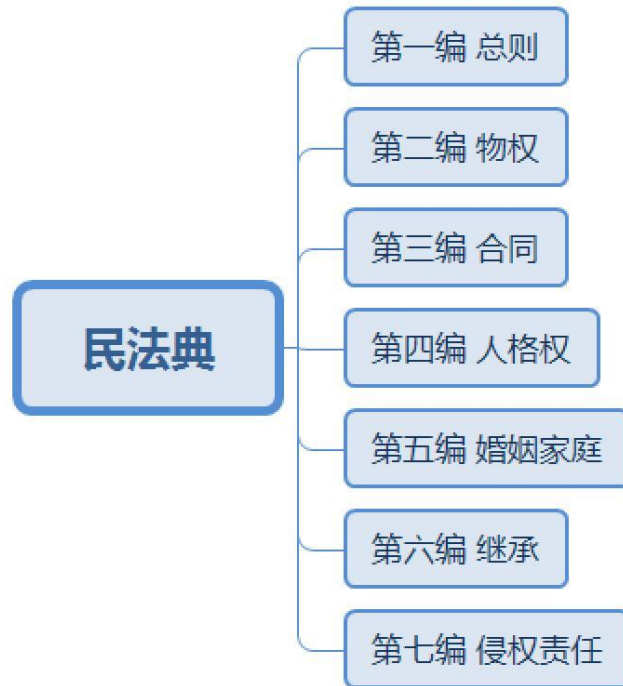 第一编 总则
第二编 物权
第三编 合同
民法典
第四编 人格权
第五编 婚姻家庭
第六编 继承
第七编 侵权责任